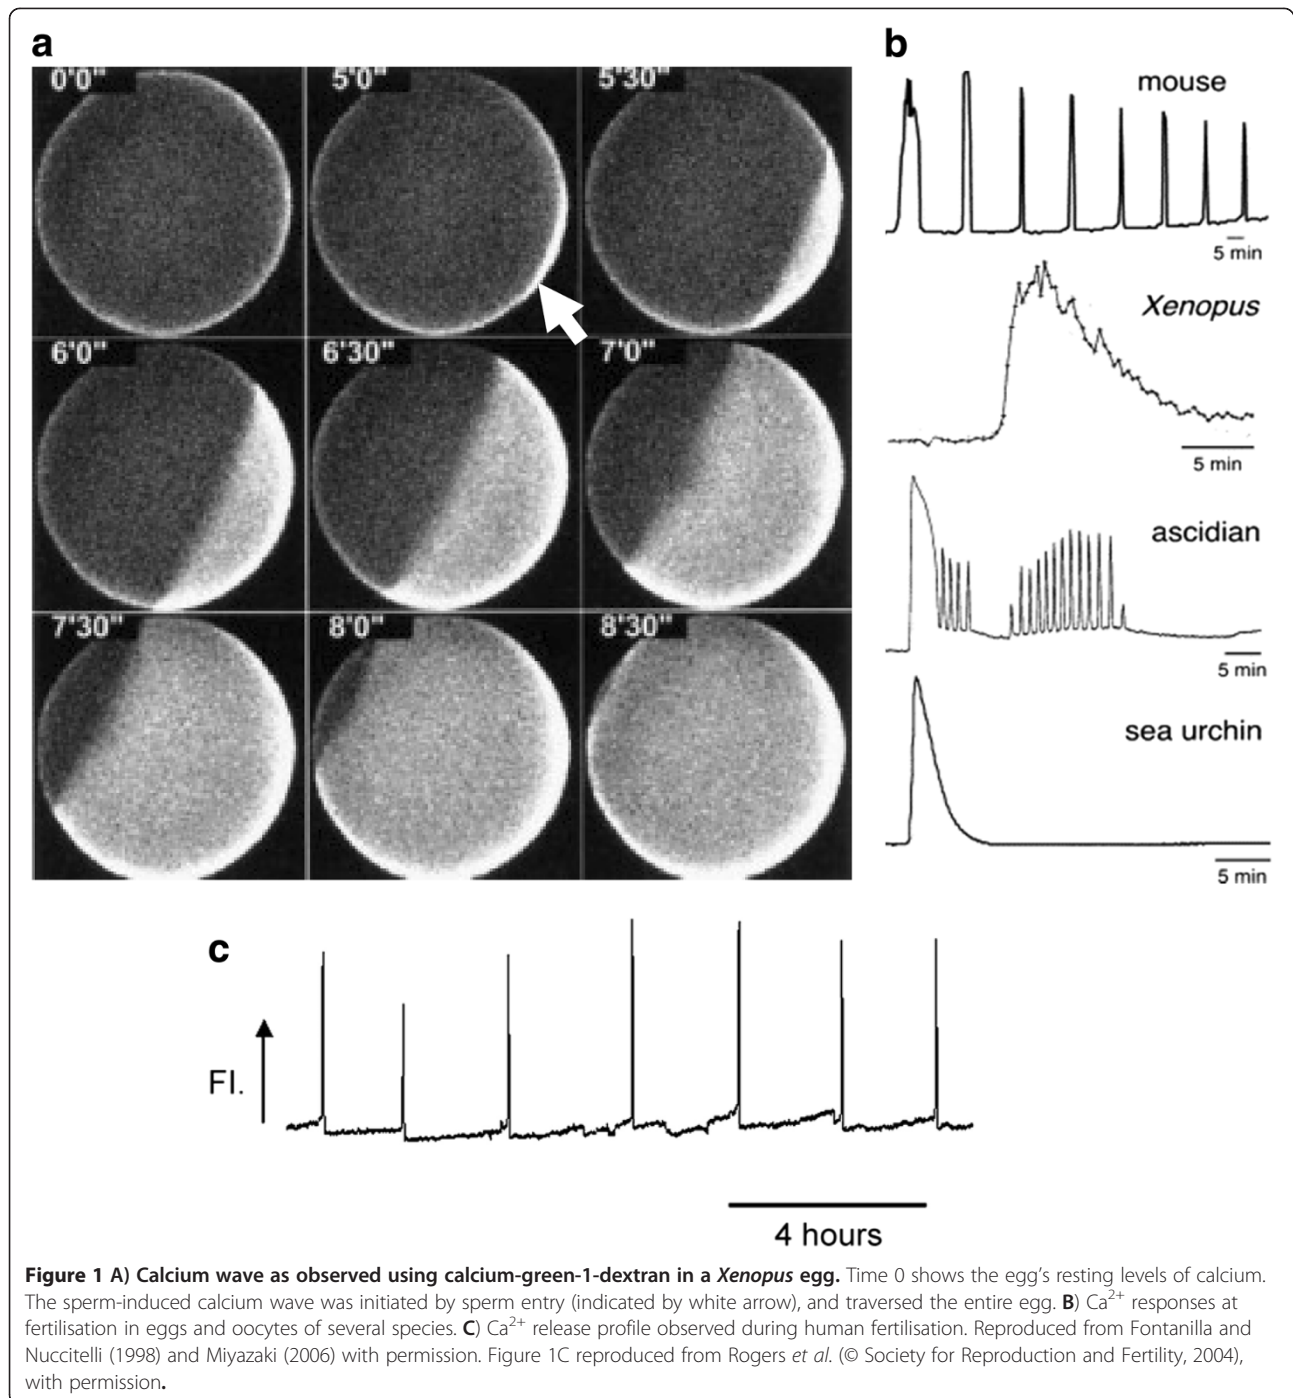 a
b
0'0"
5'0"
5'30"
mouse
5 min
Xenopus
6'0"
6'30"
7'0"
5 min
ascidian
5 min
7'30"
8'0"
8'30"
sea urchin
5 min
c
Fl.
4 hours
Figure 1 A) Calcium wave as observed using calcium-green-1-dextran in a Xenopus egg. Time 0 shows the egg's resting levels of calcium.
The sperm-induced calcium wave was initiated by sperm entry (indicated by white arrow), and traversed the entire egg. B) Ca²⁺ responses at
fertilisation in eggs and oocytes of several species. C) Ca²⁺ release profile observed during human fertilisation. Reproduced from Fontanilla and
Nuccitelli (1998) and Miyazaki (2006) with permission. Figure 1C reproduced from Rogers et al. (© Society for Reproduction and Fertility, 2004),
with permission.